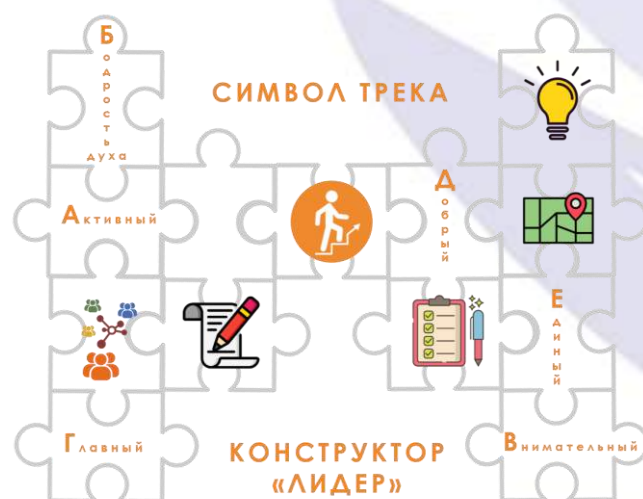 Бодрость
духа
СИМВОЛ ТРЕКА
Активный
Добрый
Единый
Главный
КОНСТРУКТОР
«ЛИДЕР»
Внимательный